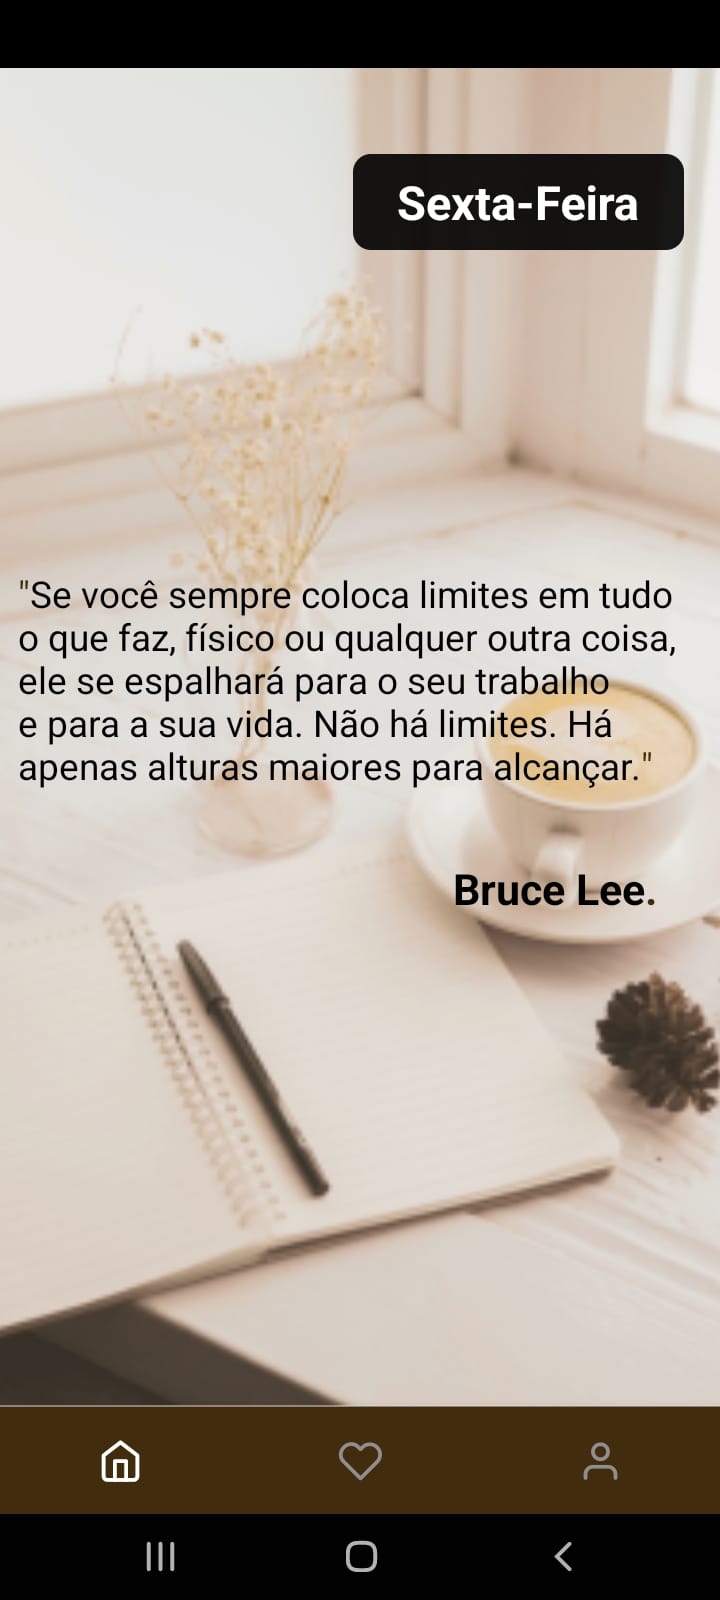 Sexta-Feira
"Se você sempre coloca limites em tudo
o que faz, físico ou qualquer outra coisa,
ele se espalhará para o seu trabalho
e para a sua vida. Não há limites. Há
apenas alturas maiores para alcançar."
Bruce Lee.